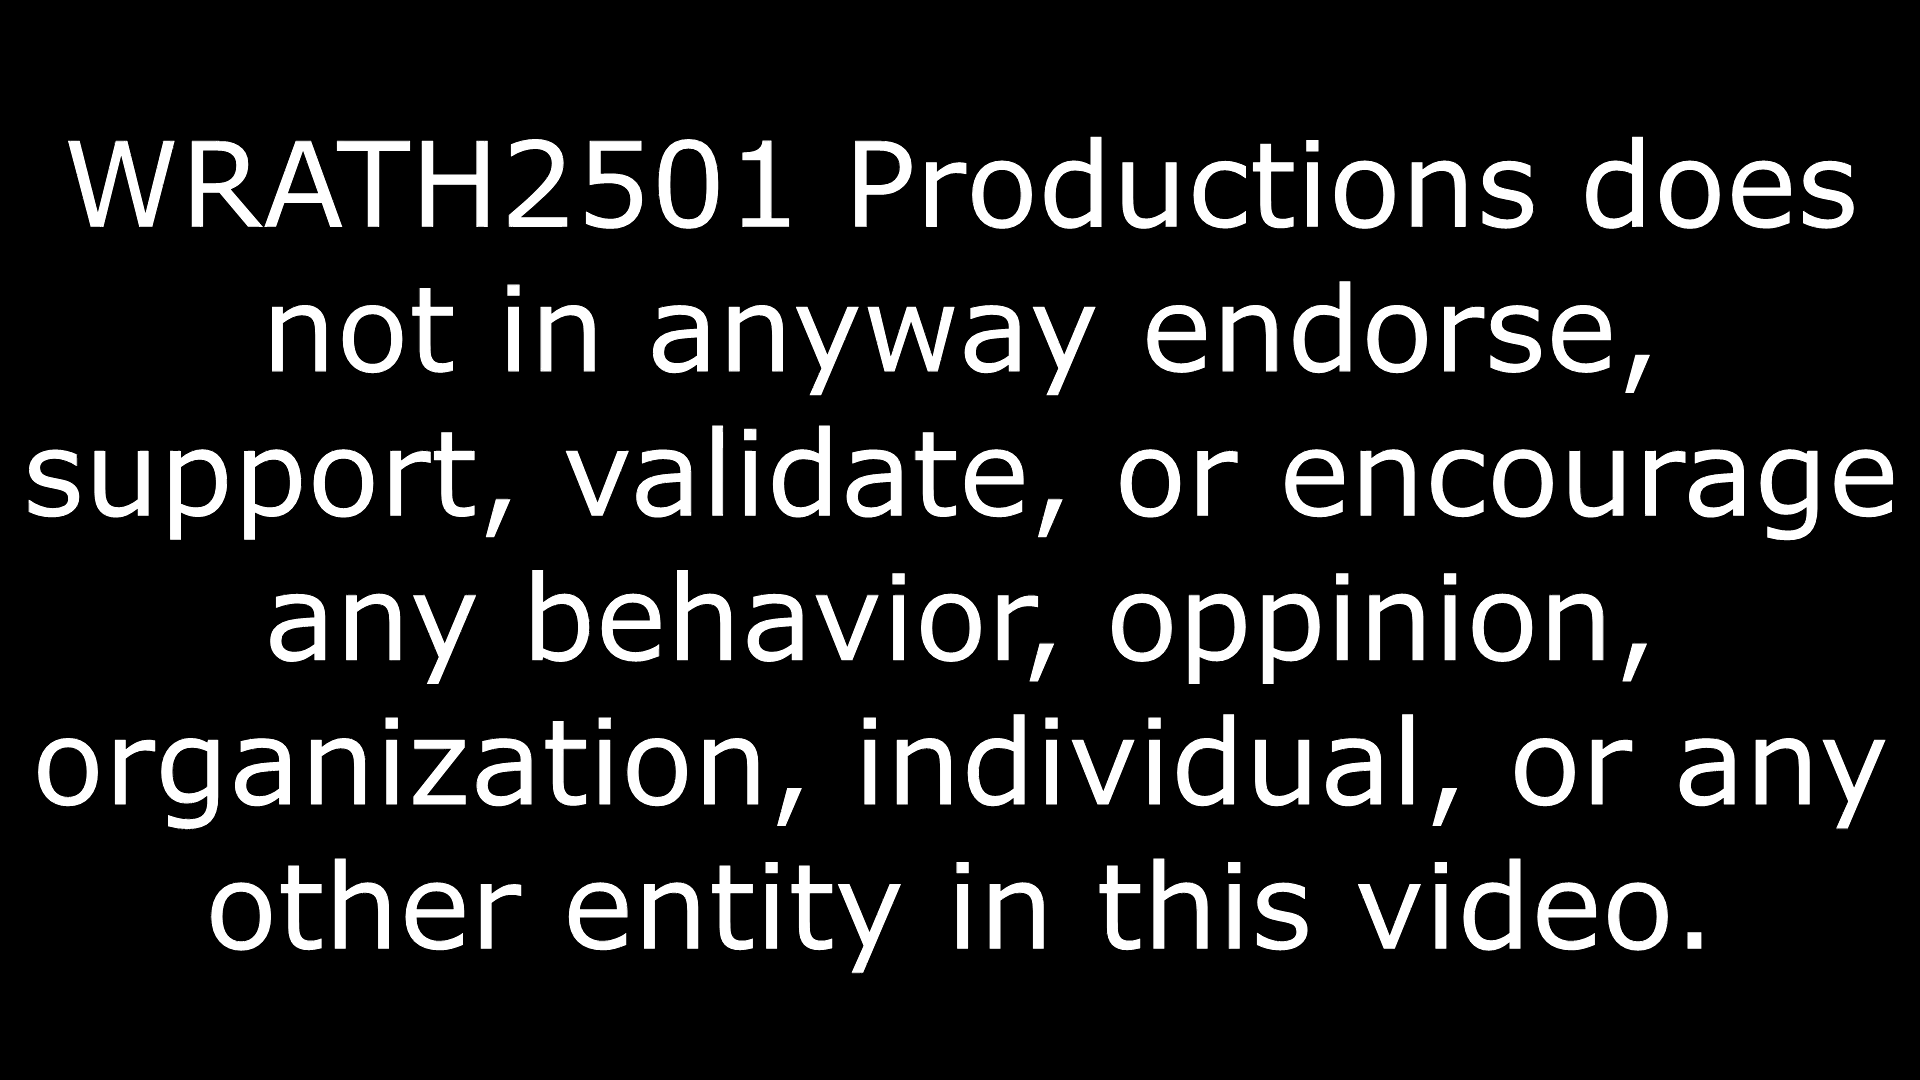 WRATH2501 Productions does
not in anyway endorse,
support, validate, or encourage
any behavior, oppinion,
organization, individual, or any
other entity in this video.